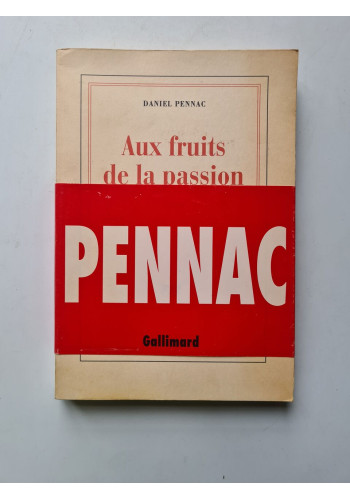 DANIEL PENNAC
Aux fruits
de la passion
PENNAC
Gallimard